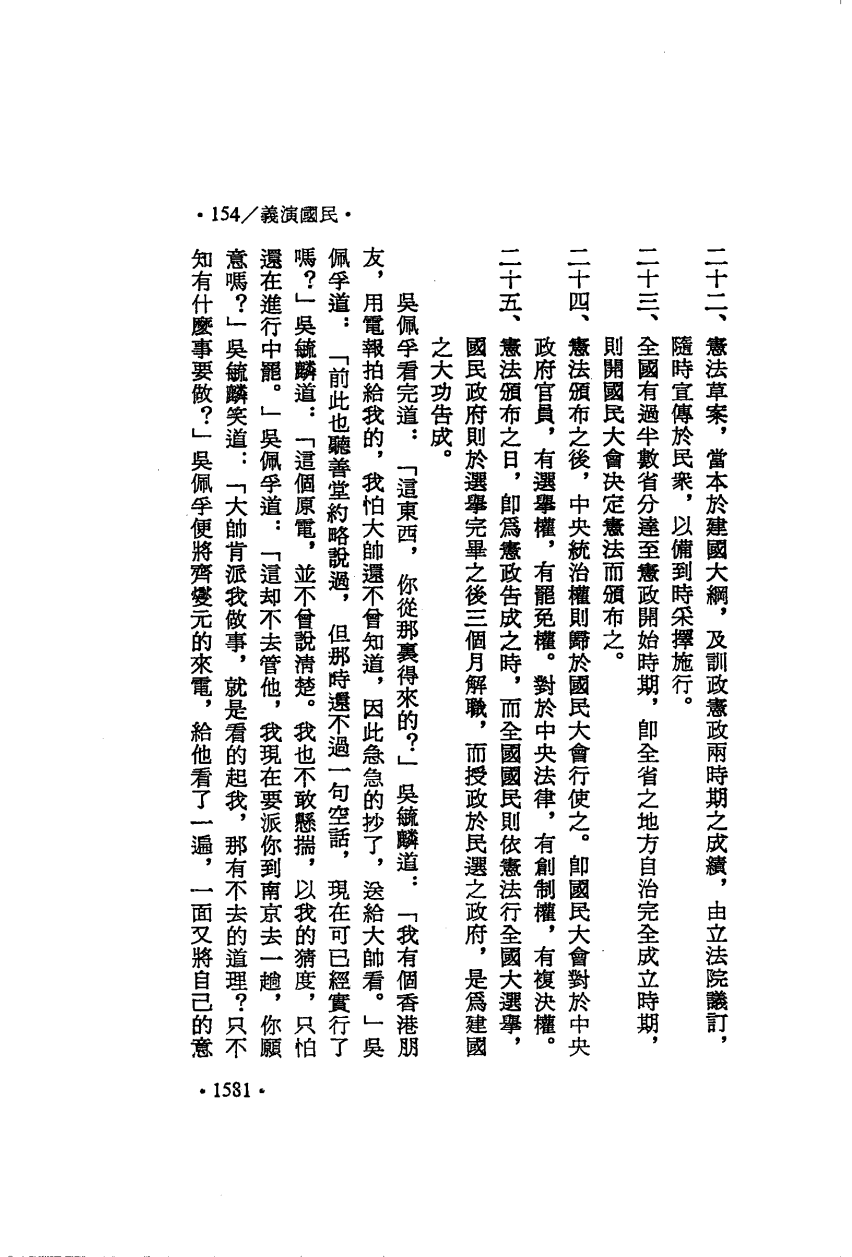 •154／義演國民•
二十二、憲法草案，當本於建國大綱，及訓政憲政兩時期之成績，由立法院議訂，
隨時宣傳於民衆，以備到時采擇施行。
二十三、全國有過半數省分達至憲政開始時期，卽全省之地方自治完全成立時期，
則開國民大會決定憲法而頒布之。
二十四、憲法頒布之後，中央統治權則歸於國民大會行使之。卽國民大會對於中央
政府官員，有選舉權，有罷免權。對於中央法律，有創制權，有複決權。
二十五、憲法頒布之日，卽爲憲政告成之時，而全國國民則依憲法行全國大選舉，
國民政府則於選舉完畢之後三個月解職，而授政於民選之政府，是爲建國
之大功告成。
吳佩孚看完道：「這東西，你從那裏得來的？」吳毓麟道：「我有個香港朋
友，用電報拍給我的，我怕大帥還不曾知道，因此急急的抄了，送給大帥看。」吳
佩孚道：「前此也聽善堂約略說過，但那時還不過一句空話，現在可已經實行了
嗎？」吳毓麟道：「這個原電，並不曾說清楚。我也不敢懸揣，以我的猜度，只怕
還在進行中罷。」吳佩孚道：「這却不去管他，我現在要派你到南京去一趟，你願
意嗎？」吳毓麟笑道：「大帥肯派我做事，就是看的起我，那有不去的道理？只不
知有什麼事要做？」吳佩孚便將齊燮元的來電，給他看了一遍，一面又將自己的意
•1581•